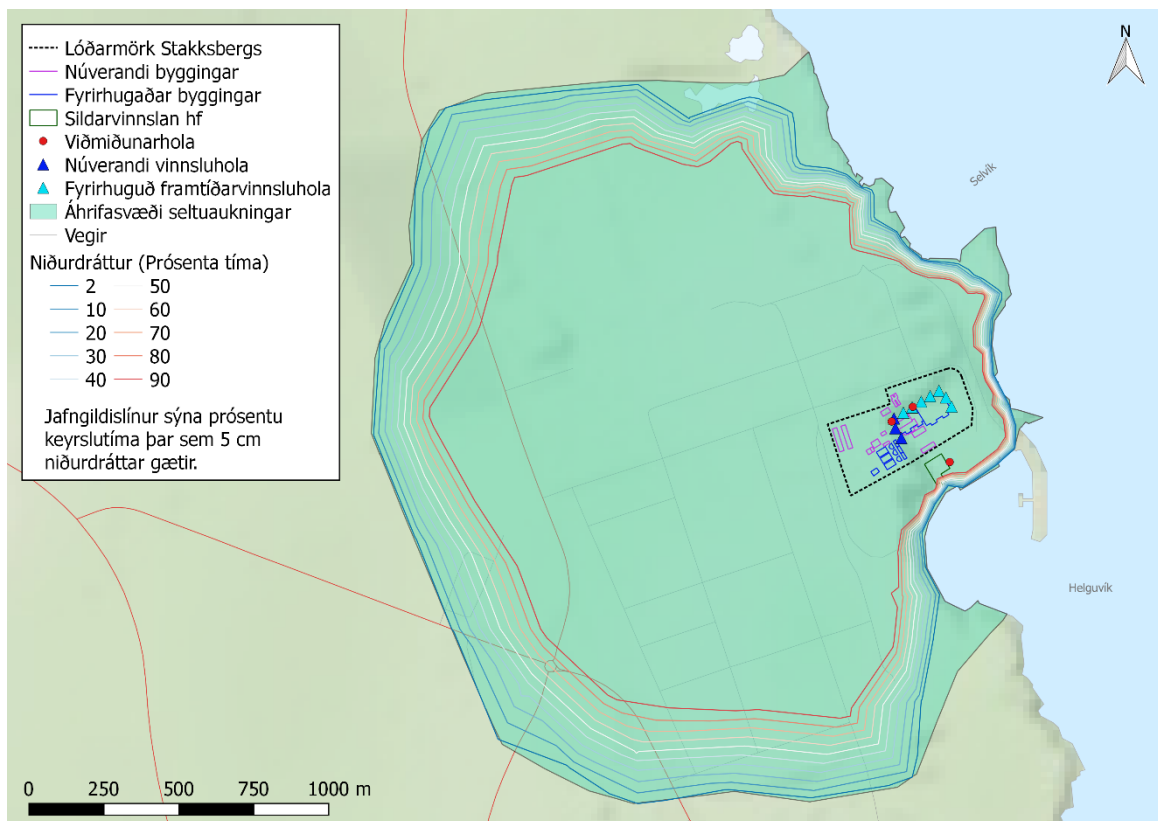 Lóðarmörk Stakksbergs
Núverandi byggingar
Fyrirhugaðar byggingar
Sildarvinnslan hf
Viðmiðunarhola
Núverandi vinnsluhola
Fyrirhuguð framtíðarvinnsluhola
Áhrifasvæði seltuaukningar
Vegir
Niðurdráttur (Prósenta tíma)
2 50
10 60
20 70
30 80
40 90
Jafngildislínur sýna prósentu
keyrslutíma þar sem 5 cm
niðurdráttar gætir.
N
Selvík
Helguvík
0 250 500 750 1000 m